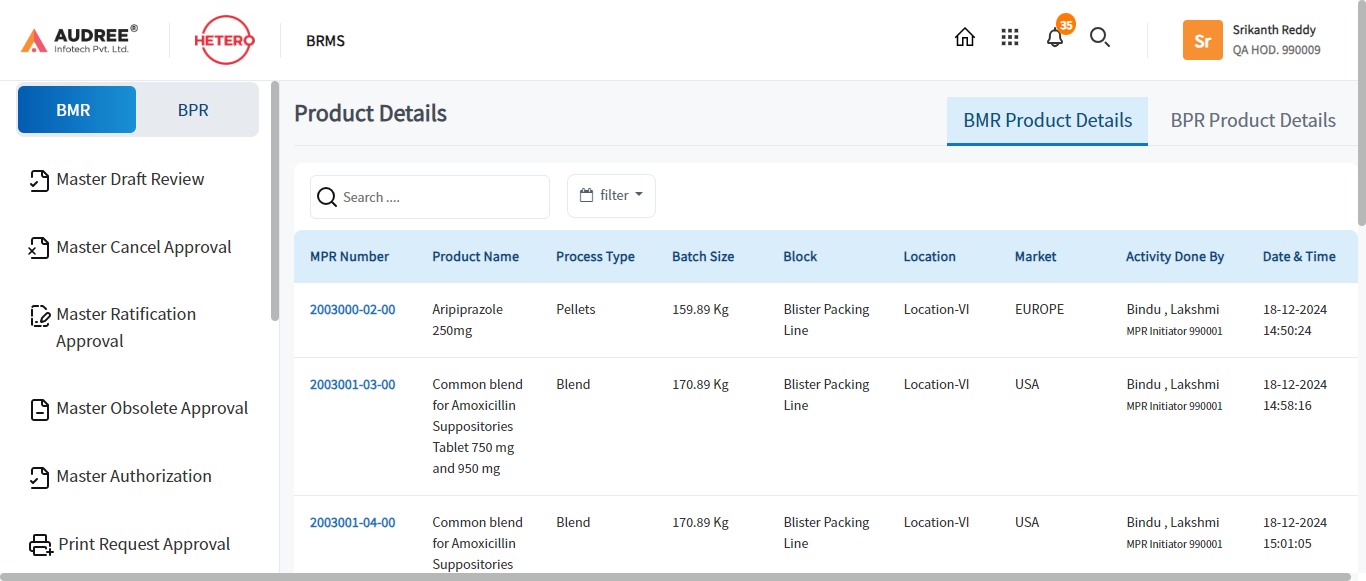 AUDREE®
Infotech Pvt. Ltd.
HETERO
BRMS
35
Sr
Srikanth Reddy
QA HOD. 990009
BMR
BPR
Master Draft Review
Master Cancel Approval
Master Ratification
Approval
Master Obsolete Approval
Master Authorization
Print Request Approval
Product Details
BMR Product Details
BPR Product Details
Search ....
filter
MPR Number Product Name Process Type Batch Size Block Location Market Activity Done By Date & Time
2003000-02-00 Aripiprazole Pellets 159.89 Kg Blister Packing Location-VI EUROPE Bindu , Lakshmi 18-12-2024
250mg Line MPR Initiator 990001 14:50:24
2003001-03-00 Common blend Blend 170.89 Kg Blister Packing Location-VI USA Bindu , Lakshmi 18-12-2024
for Amoxicillin Line MPR Initiator 990001 14:58:16
Suppositories
Tablet 750 mg
and 950 mg
2003001-04-00 Common blend Blend 170.89 Kg Blister Packing Location-VI USA Bindu , Lakshmi 18-12-2024
for Amoxicillin Line MPR Initiator 990001 15:01:05
Suppositories